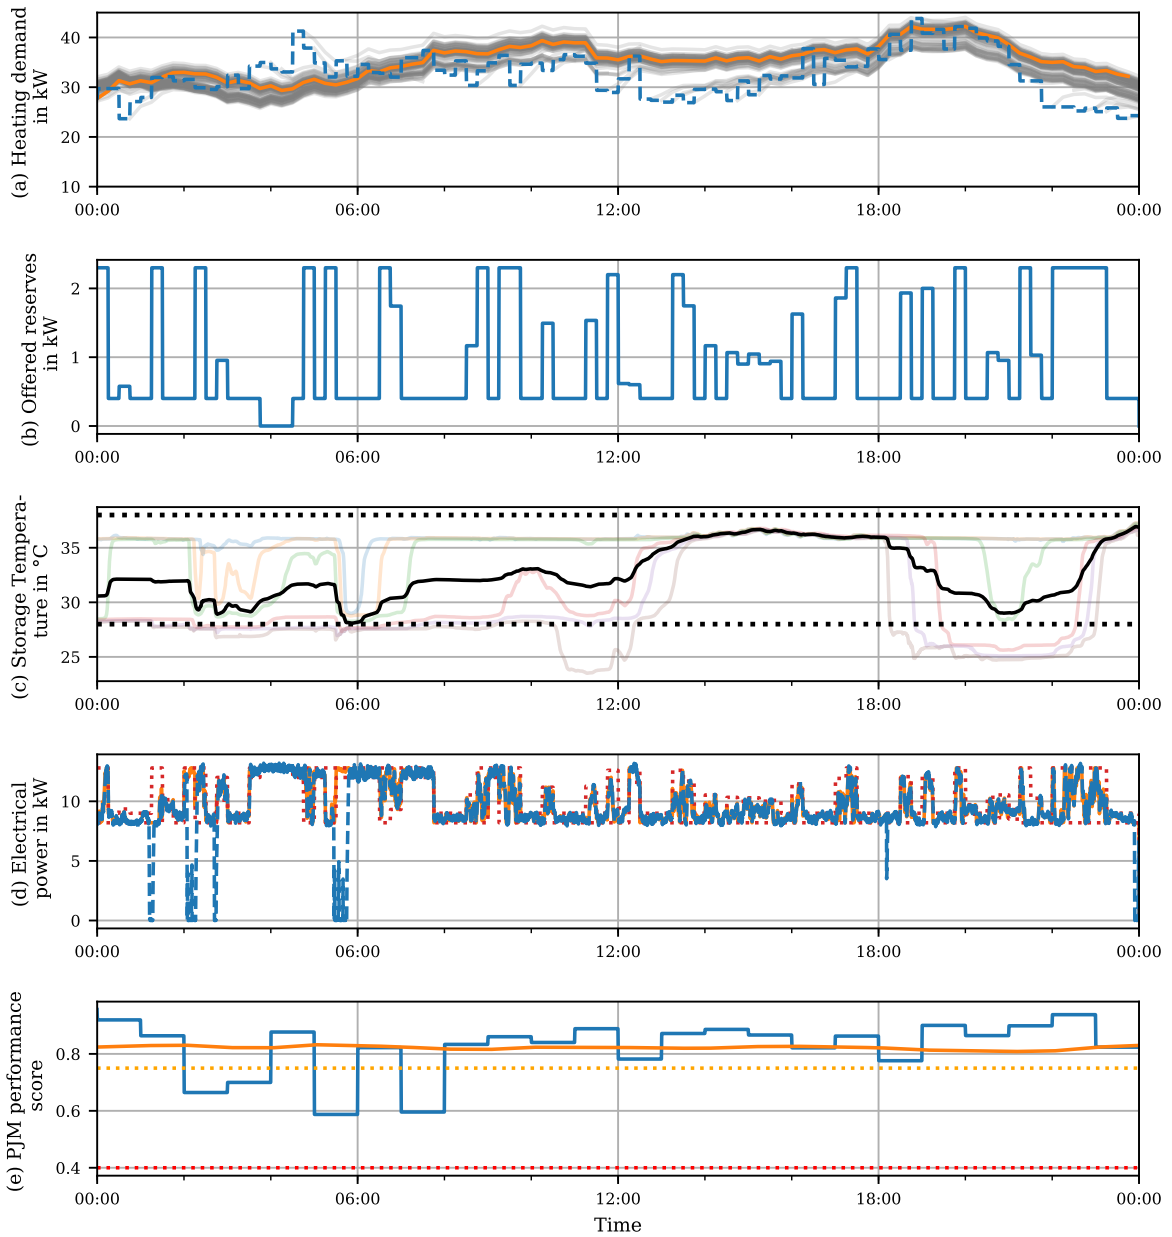 (a) Heating demand
in kW
40
30
20
10
00:00 06:00 12:00 18:00 00:00
(b) Offered reserves
in kW
2
1
0
00:00 06:00 12:00 18:00 00:00
(c) Storage Tempera-
ture in °C
35
30
25
00:00 06:00 12:00 18:00 00:00
(d) Electrical
power in kW
10
5
0
00:00 06:00 12:00 18:00 00:00
(e) PJM performance
score
0.8
0.6
0.4
00:00 06:00 12:00 18:00 00:00
Time